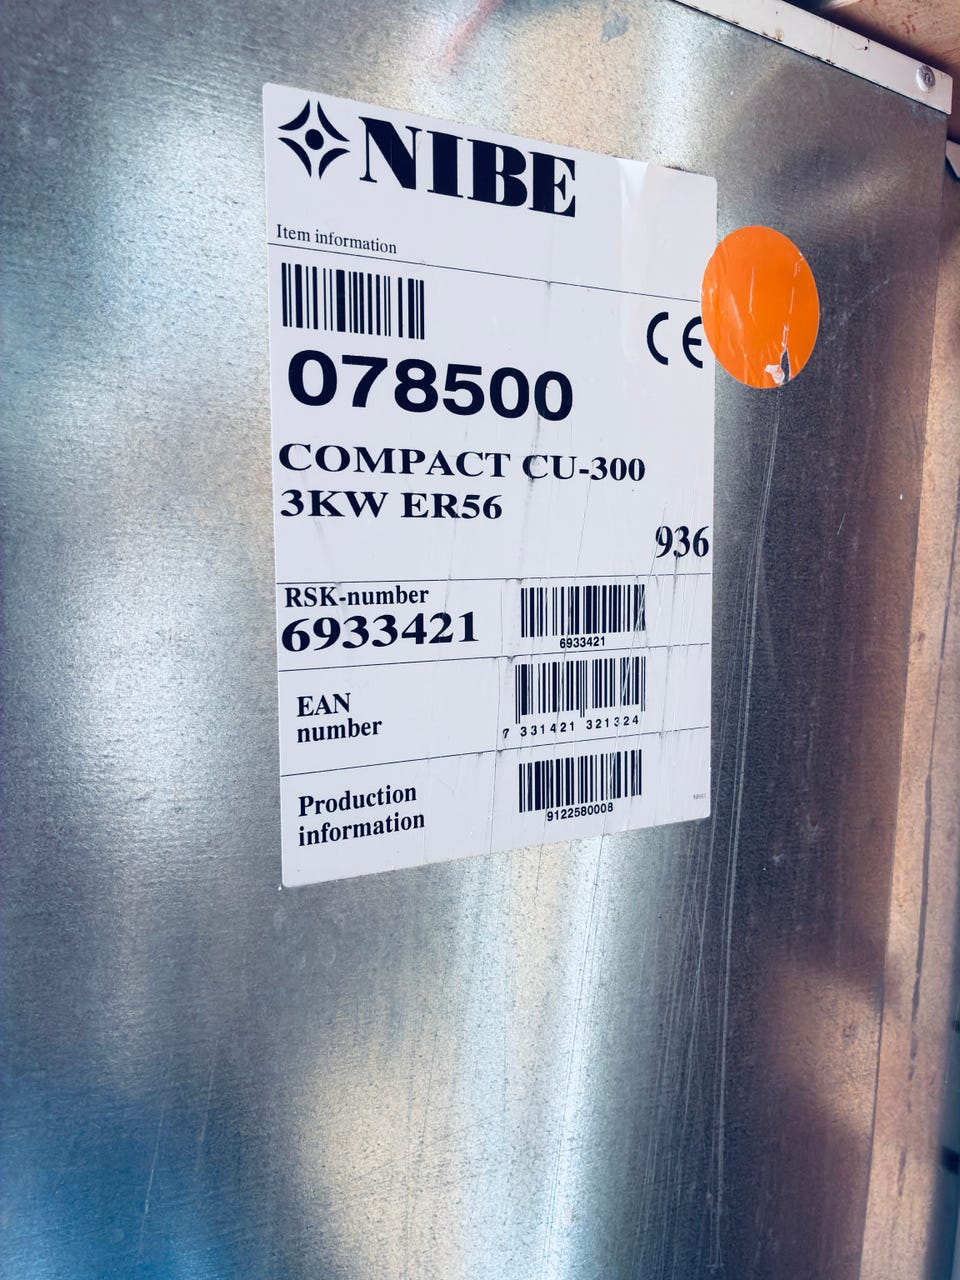 NIBE
Item information
CE
078500
COMPACT CU-300
3KW ER56
936
RSK-number
6933421
6933421
EAN
number
7 331421 321324
Production
information
9122580008